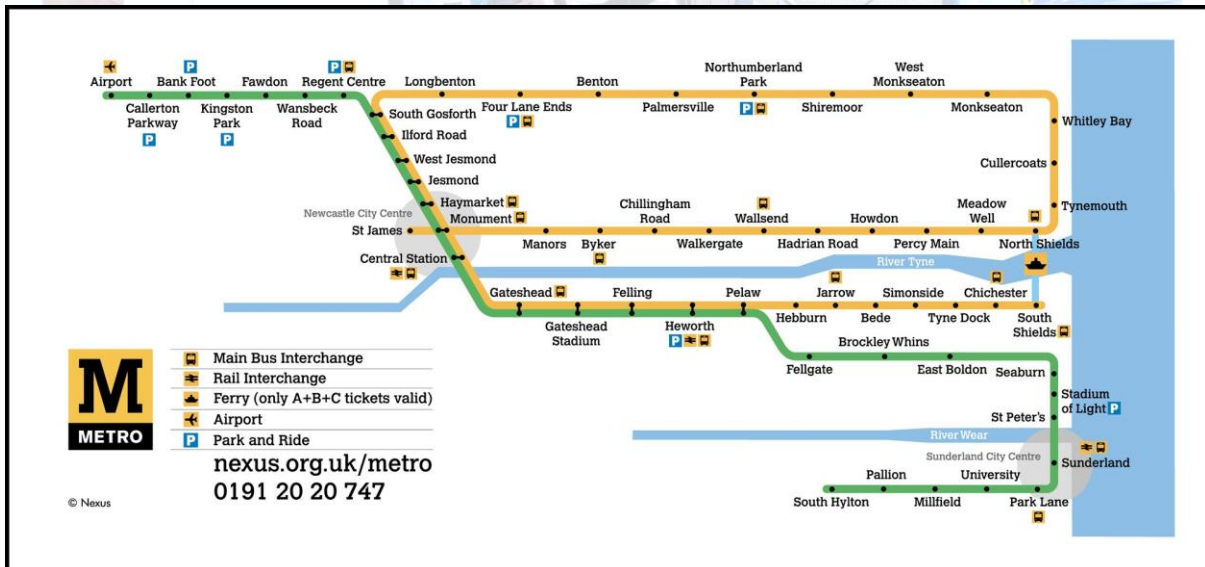 Airport
Bank Foot
Fawdon
Regent Centre
Callerton
Parkway
Kingston
Park
Wansbeck
Road
Longbenton
Benton
Northumberland
Park
West
Monkseaton
South Gosforth
Four Lane Ends
Palmersville
Shiremoor
Monkseaton
Ilford Road
Whitley Bay
West Jesmond
Cullercoats
Jesmond
Haymarket
Tynemouth
Newcastle City Centre
Monument
St James
Chillingham
Road
Wallsend
Howdon
Meadow
Well
Manors
Byker
Walkergate
Hadrian Road
Percy Main
North Shields
Central Station
River Tyne
Gateshead
Felling
Pelaw
Jarrow
Simonside
Chichester
Gateshead
Stadium
Heworth
Hebburn
Bede
Tyne Dock
South
Shields
Brockley Whins
Fellgate
East Boldon
Seaburn
Stadium
of Light
St Peter's
River Wear
Sunderland City Centre
Sunderland
Pallion
University
South Hylton
Millfield
Park Lane
M
METRO
Main Bus Interchange
Rail Interchange
Ferry (only A+B+C tickets valid)
Airport
P
Park and Ride
nexus.org.uk/metro
0191 20 20 747
© Nexus